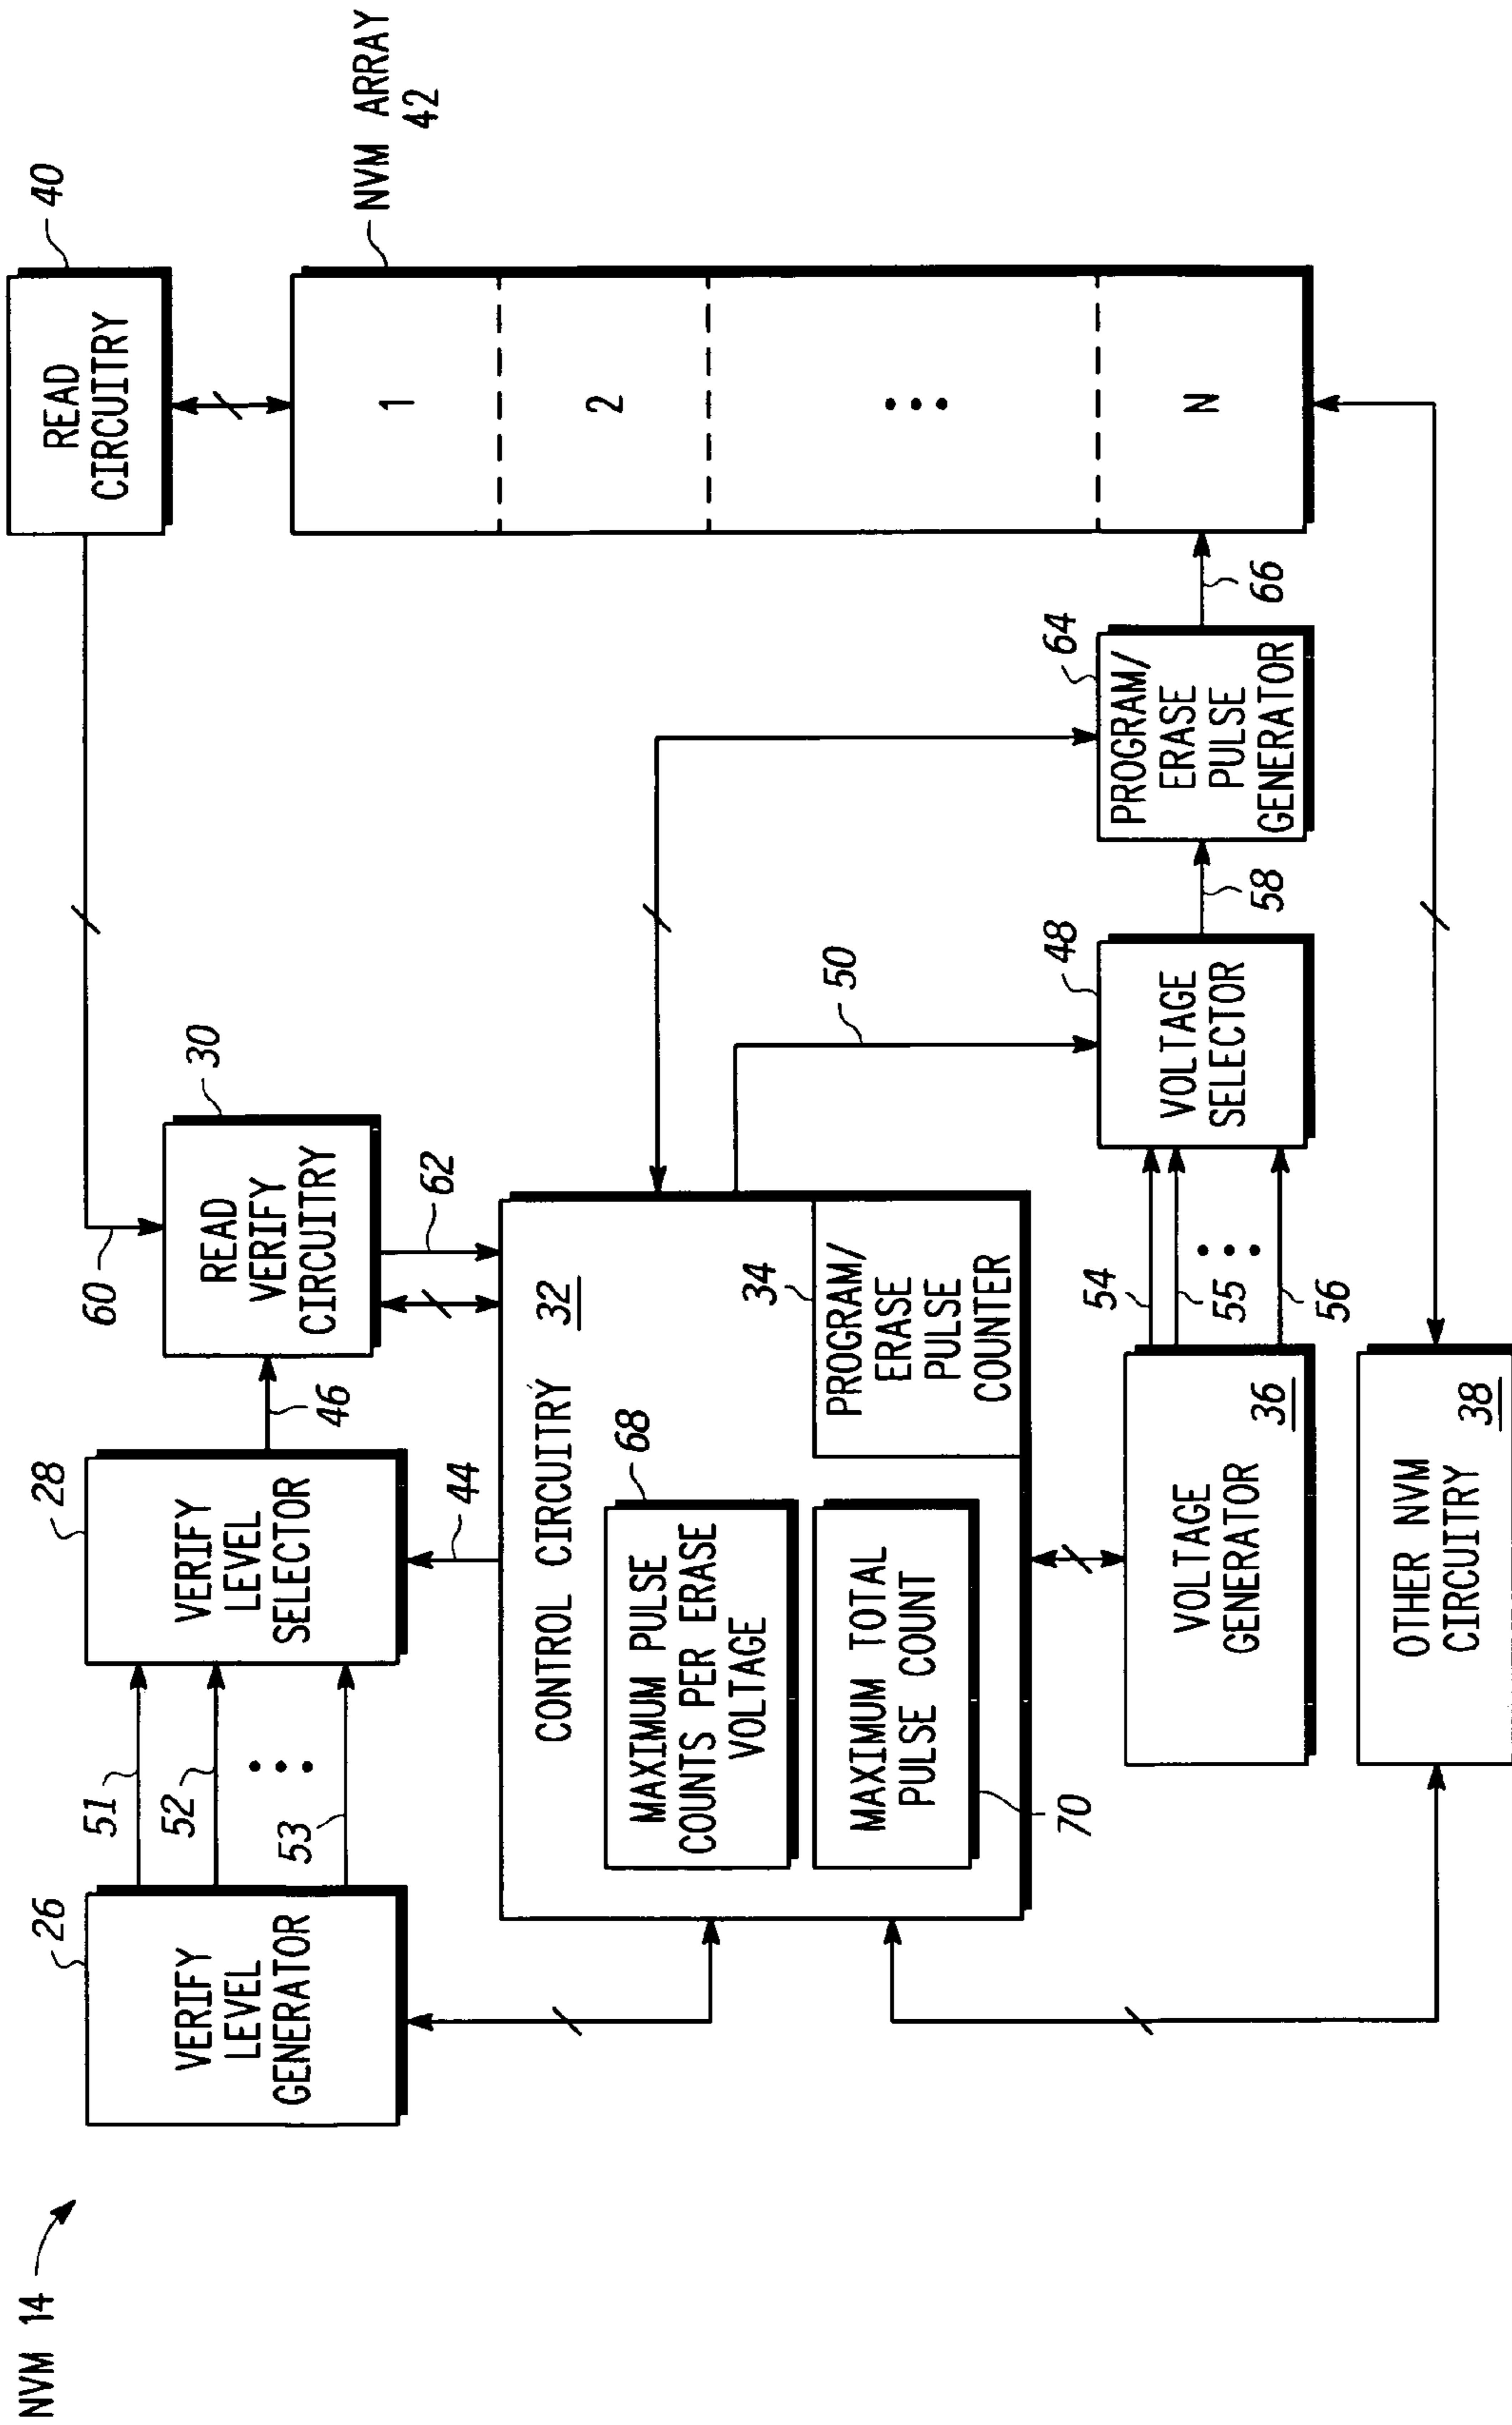 NVM 14
26
VERIFY
LEVEL
GENERATOR
51
52
53
28
VERIFY
LEVEL
SELECTOR
46
30
READ
VERIFY
CIRCUITRY
60
62
44
40
READ
CIRCUITRY
NVM ARRAY
42
1
2
N
CONTROL CIRCUITRY
32
68
MAXIMUM PULSE
COUNTS PER ERASE
VOLTAGE
MAXIMUM TOTAL
PULSE COUNT
70
34
PROGRAM/
ERASE
PULSE
COUNTER
50
VOLTAGE
GENERATOR
36
54
55
56
48
VOLTAGE
SELECTOR
58
64
PROGRAM/
ERASE
PULSE
GENERATOR
66
OTHER NVM
CIRCUITRY
38